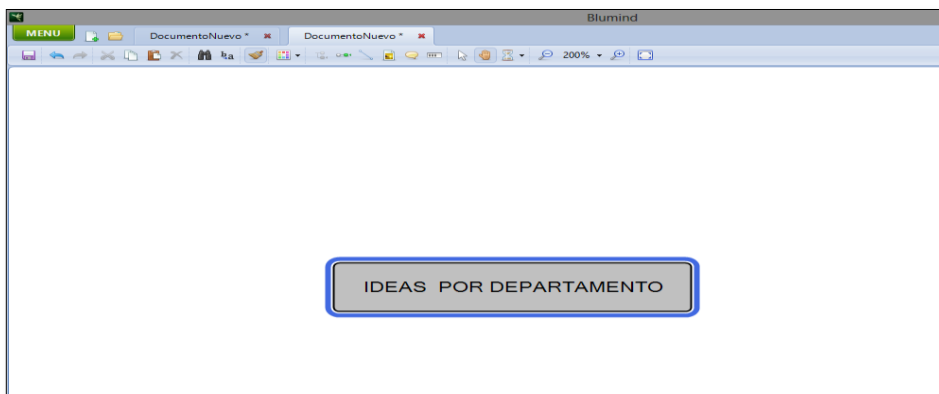 Blumind
MENU DocumentoNuevo * DocumentoNuevo *
200%
IDEAS POR DEPARTAMENTO